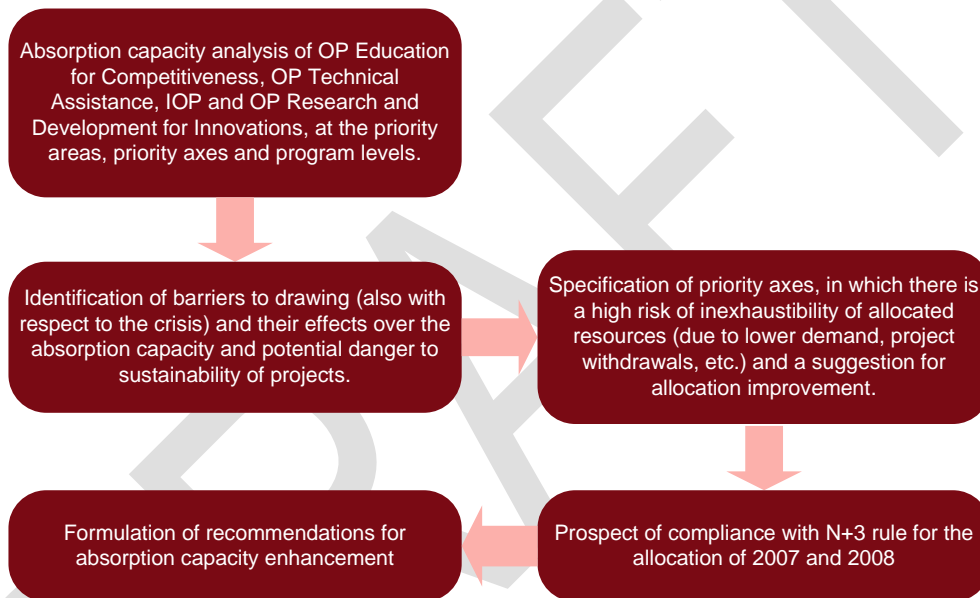 Absorption capacity analysis of OP Education
for Competitiveness, OP Technical
Assistance, IOP and OP Research and
Development for Innovations, at the priority
areas, priority axes and program levels.
Identification of barriers to drawing (also with
respect to the crisis) and their effects over the
absorption capacity and potential danger to
sustainability of projects.
Specification of priority axes, in which there is
a high risk of inexhaustibility of allocated
resources (due to lower demand, project
withdrawals, etc.) and a suggestion for
allocation improvement.
Prospect of compliance with N+3 rule for the
allocation of 2007 and 2008
Formulation of recommendations for
absorption capacity enhancement
DRAFT